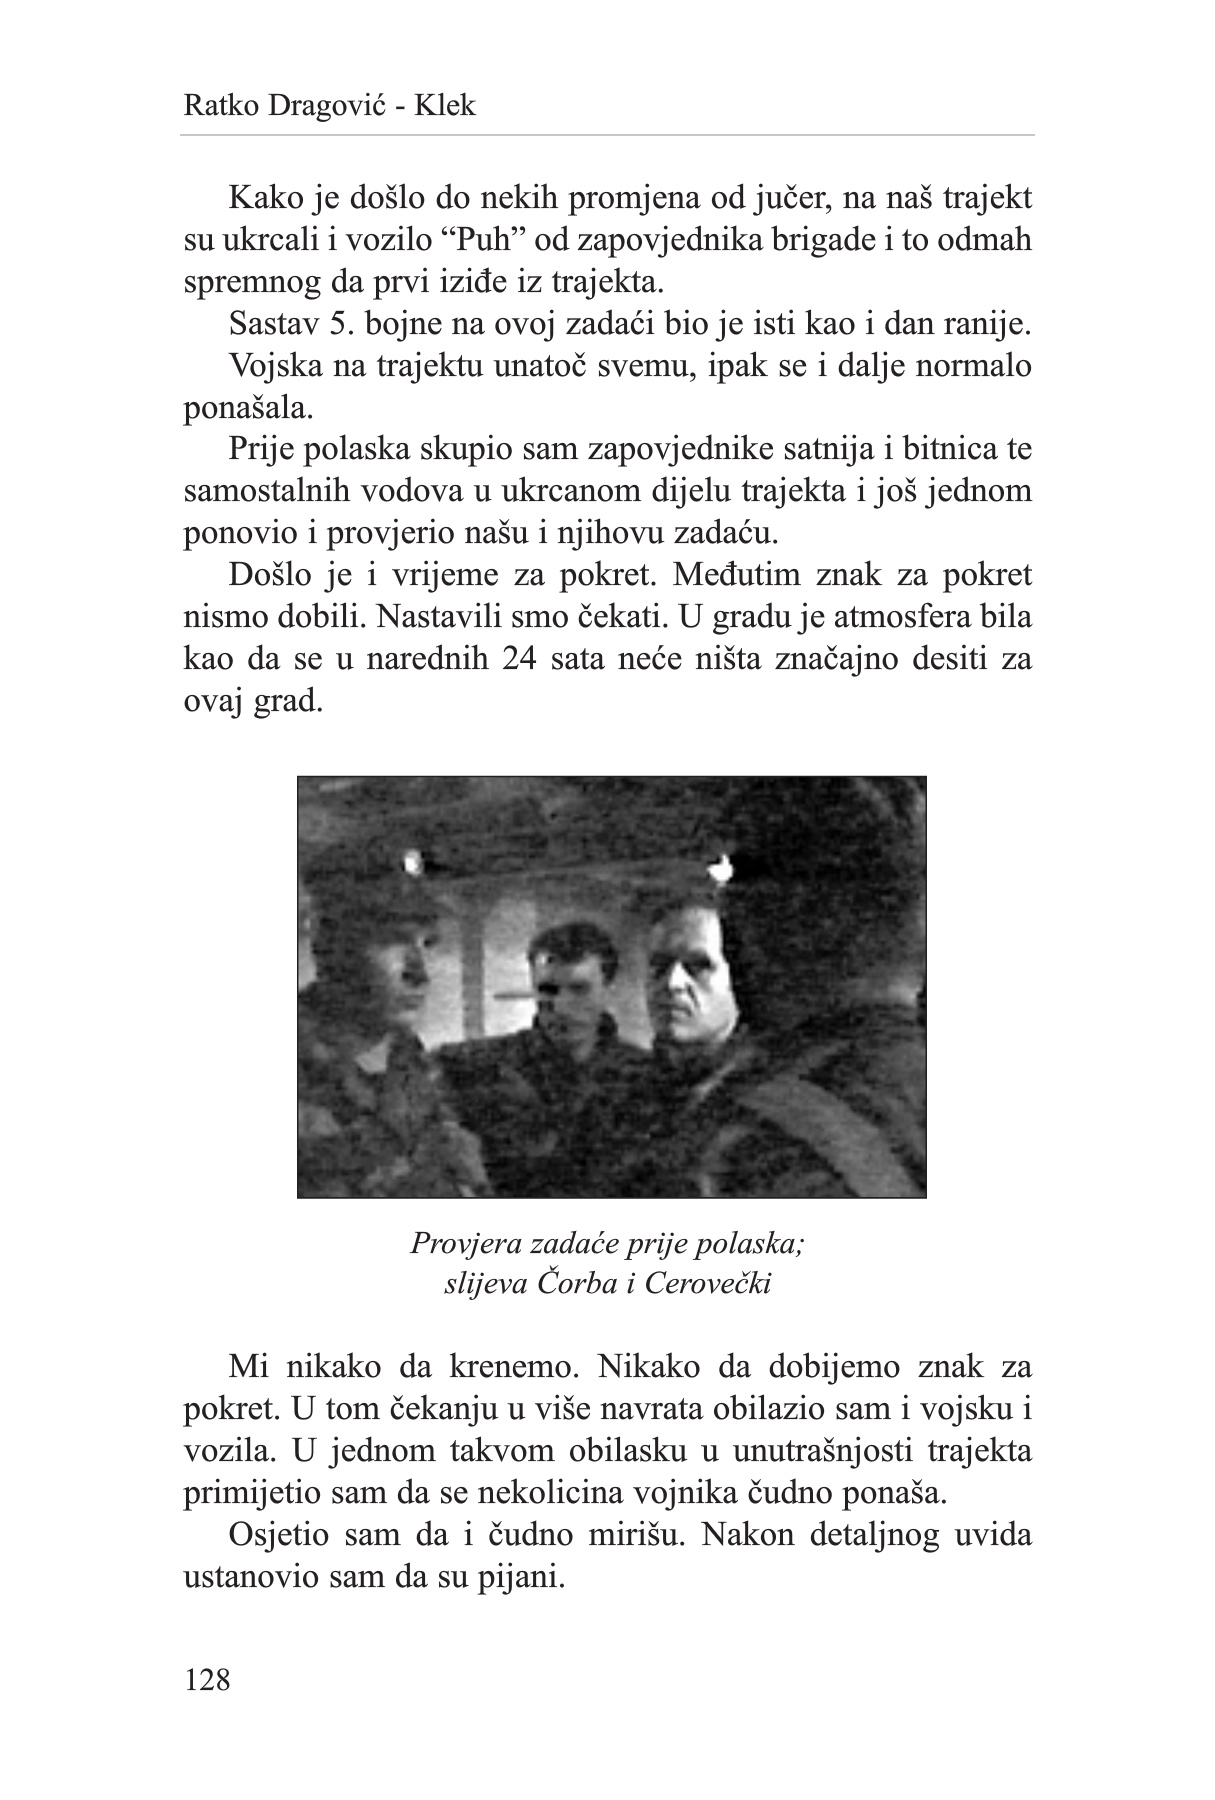 Ratko Dragović - Klek
Kako je došlo do nekih promjena od jučer, na naš trajekt
su ukrcali i vozilo “Puh” od zapovjednika brigade i to odmah
spremnog da prvi iziđe iz trajekta.
Sastav 5. bojne na ovoj zadaći bio je isti kao i dan ranije.
Vojska na trajektu unatoč svemu, ipak se i dalje normalo
ponašala.
Prije polaska skupio sam zapovjednike satnija i bitnica te
samostalnih vodova u ukrcanom dijelu trajekta i još jednom
ponovio i provjerio našu i njihovu zadaću.
Došlo je i vrijeme za pokret. Međutim znak za pokret
nismo dobili. Nastavili smo čekati. U gradu je atmosfera bila
kao da se u narednih 24 sata neće ništa značajno desiti za
ovaj grad.
Provjera zadaće prije polaska;
slijeva Čorba i Cerovečki
Mi nikako da krenemo. Nikako da dobijemo znak za
pokret. U tom čekanju u više navrata obilazio sam i vojsku i
vozila. U jednom takvom obilasku u unutrašnjosti trajekta
primijetio sam da se nekolicina vojnika čudno ponaša.
Osjetio sam da i čudno mirišu. Nakon detaljnog uvida
ustanovio sam da su pijani.
128